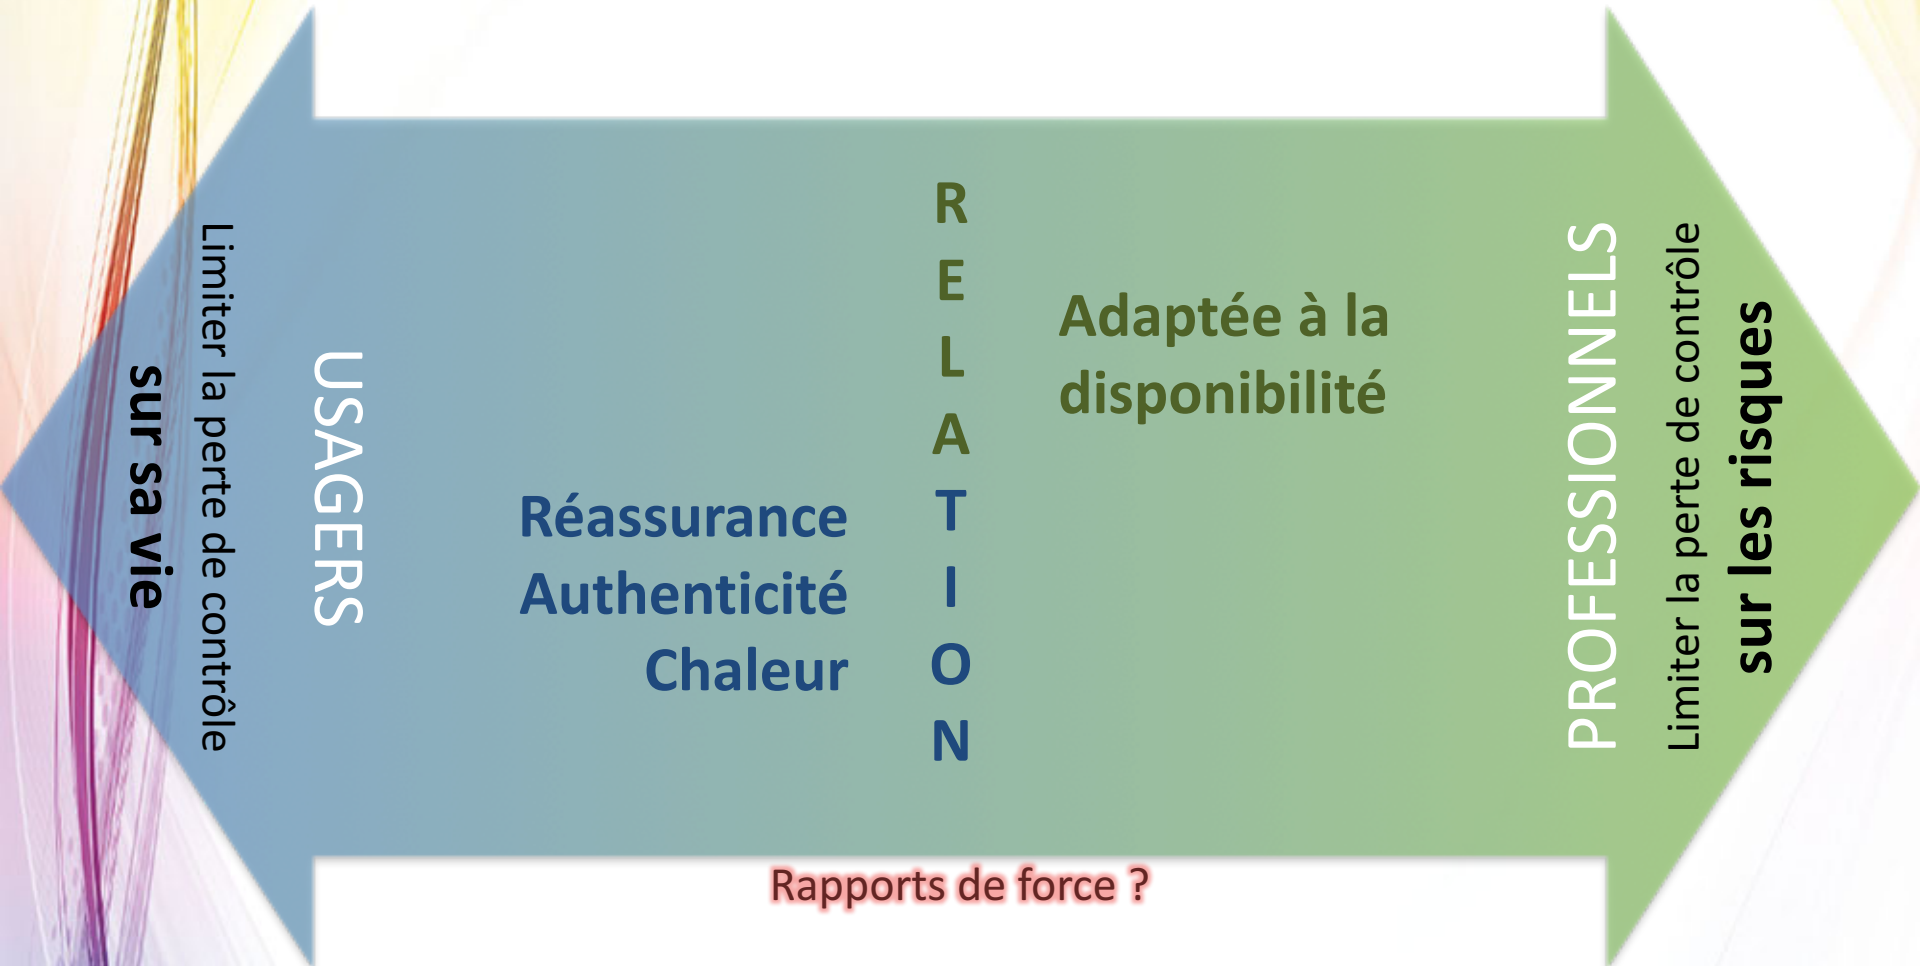 USAGERS
Limiter la perte de contrôle
sur sa vie
RELATION
Réassurance
Authenticité
Chaleur
Adaptée à la
disponibilité
PROFESSIONNELS
Limiter la perte de contrôle
sur les risques
Rapports de force ?